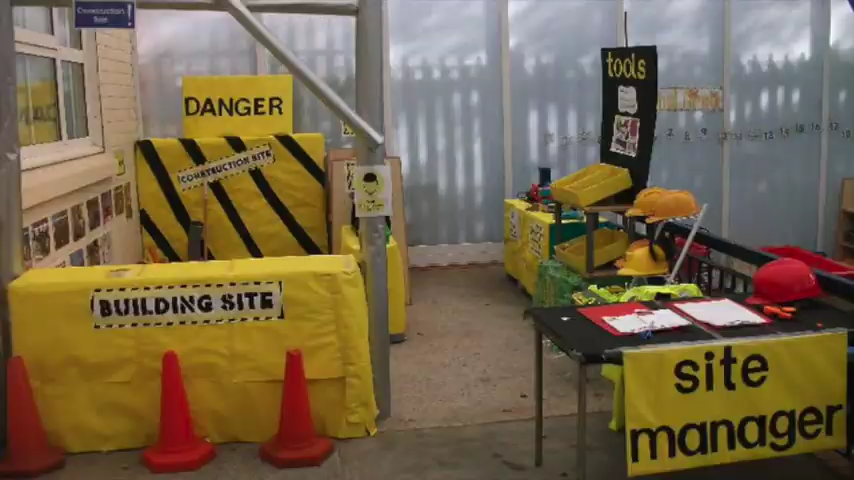 Construction
Site
DANGER
CONSTRUCTION SITE
BUILDING SITE
tools
site
manager